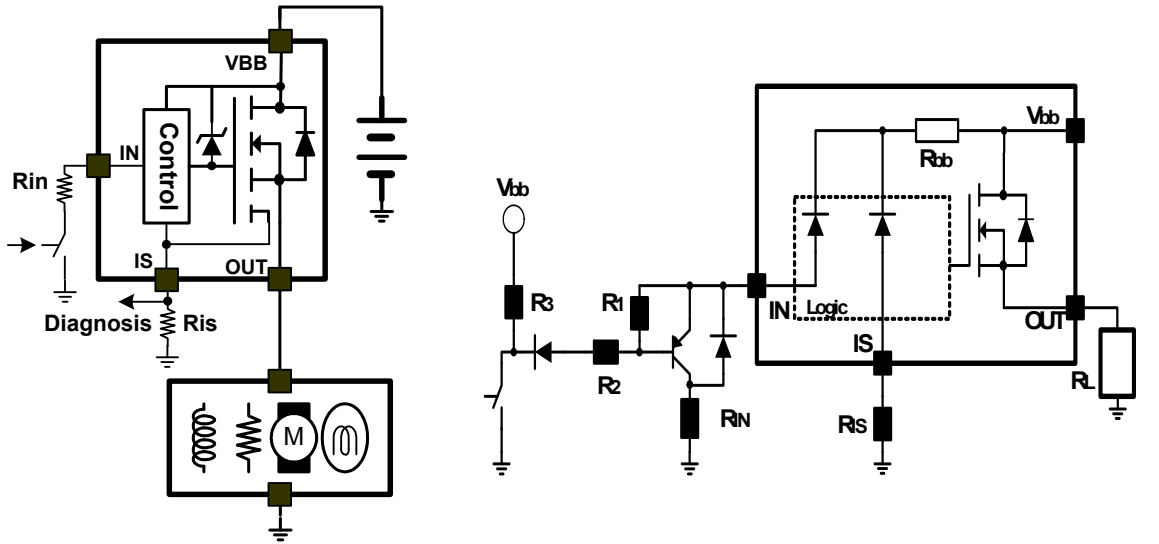 VBB
Control
IN
Rin
IS
OUT
Diagnosis
Ris
M
Vbb
Rbb
Vbb
R3
R1
IN
Logic
OUT
IS
R2
RL
RIN
RIS